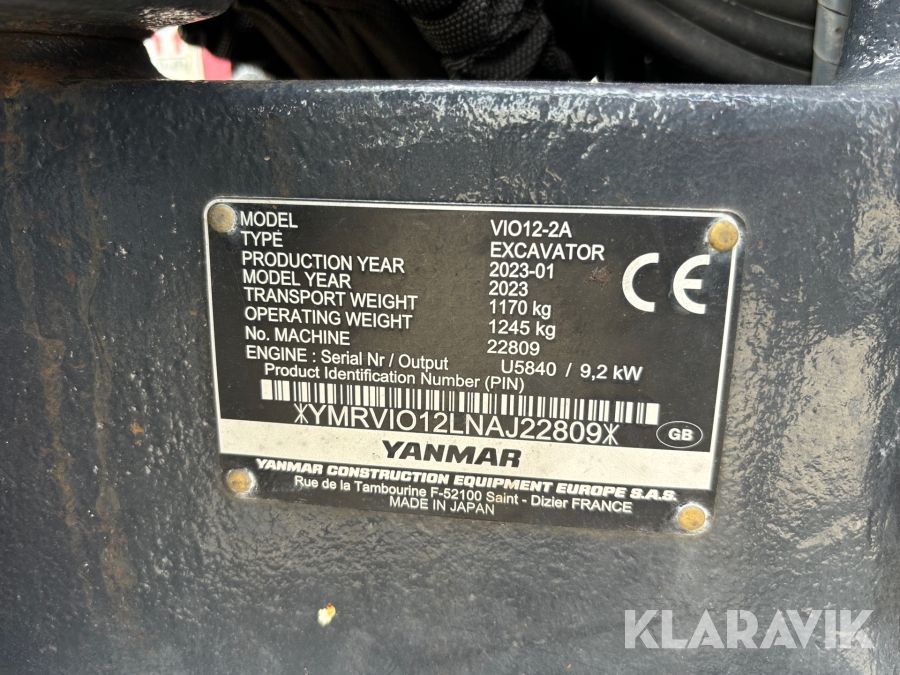 MODEL VIO12-2A
TYPE EXCAVATOR
PRODUCTION YEAR 2023-01
MODEL YEAR 2023
TRANSPORT WEIGHT 1170 kg
OPERATING WEIGHT 1245 kg
No. MACHINE 22809
ENGINE : Serial Nr / Output U5840 / 9,2 kW
Product Identification Number (PIN)
CE
*YMRVIO12LNAJ22809*
GB
YANMAR
YANMAR CONSTRUCTION EQUIPMENT EUROPE S.A.S.
Rue de la Tambourine F-52100 Saint - Dizier FRANCE
MADE IN JAPAN
KLARAVIK